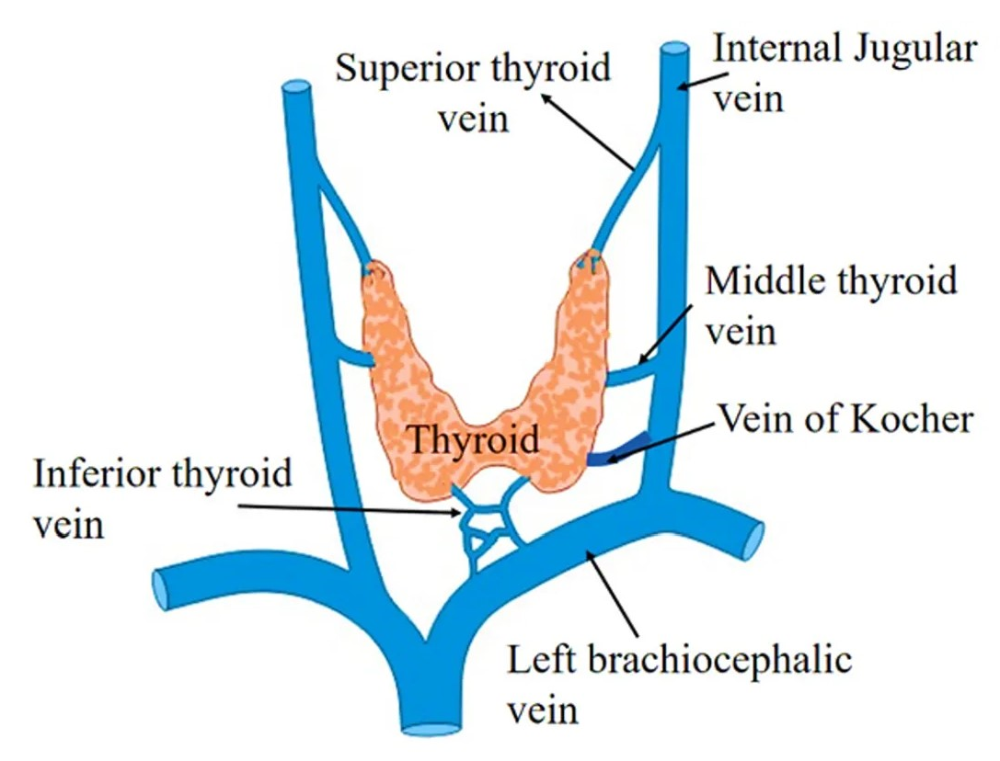 Superior thyroid
vein
Internal Jugular
vein
Middle thyroid
vein
Vein of Kocher
Thyroid
Inferior thyroid
vein
Left brachiocephalic
vein